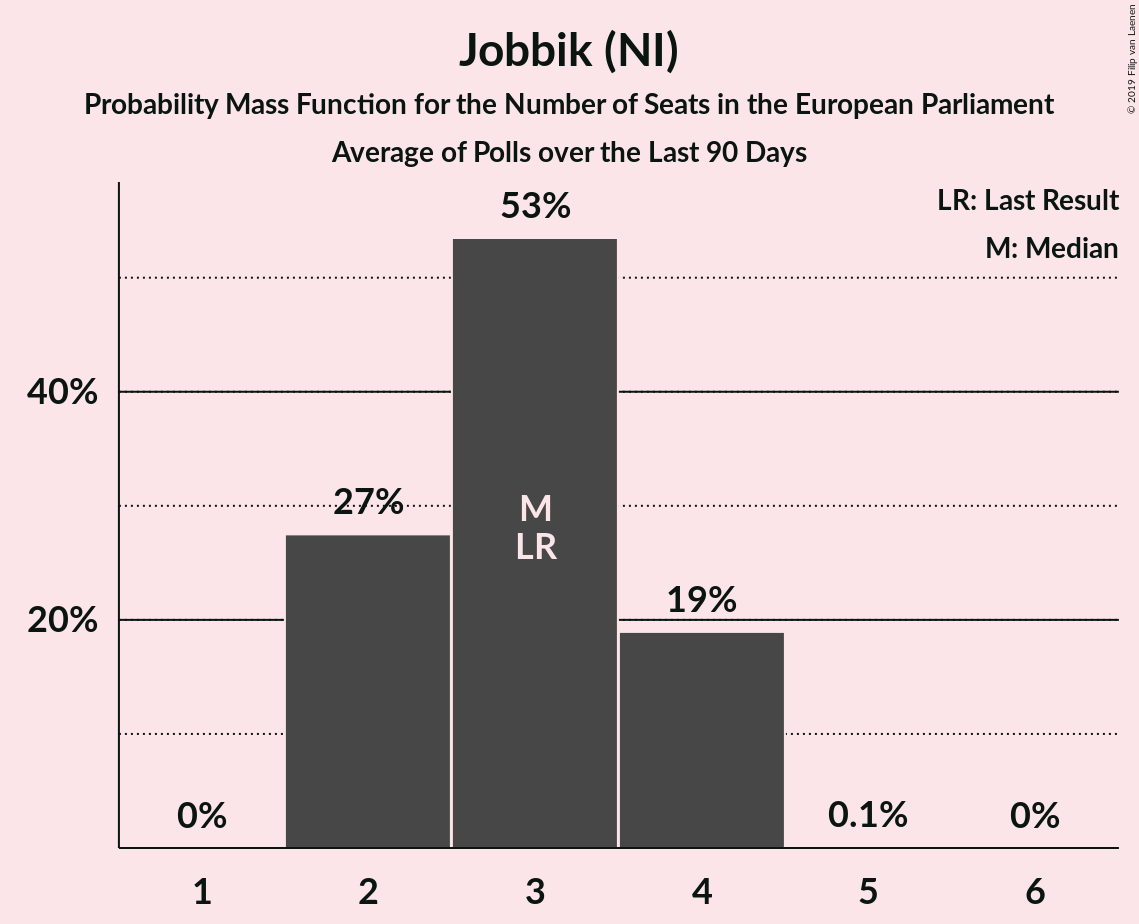 Jobbik (NI)
Probability Mass Function for the Number of Seats in the European Parliament
Average of Polls over the Last 90 Days
© 2019 Filip van Laenen
LR: Last Result
M: Median
53%
40%
27%
M
LR
19%
20%
0%
0.1%
0%
1 2 3 4 5 6